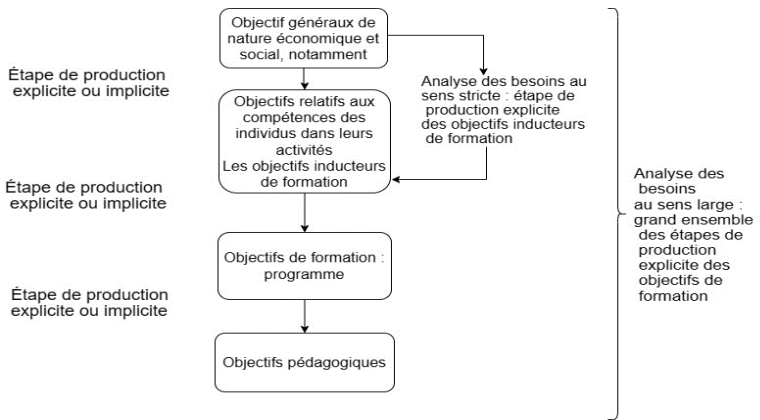 Objectif généraux de
nature économique et
social, notamment
Étape de production
explicite ou implicite
Analyse des besoins au
sens stricte : étape de
production explicite
des objectifs inducteurs
de formation
Objectifs relatifs aux
compétences des
individus dans leurs
activités
Les objectifs inducteurs
de formation
Étape de production
explicite ou implicite
Analyse des
besoins
au sens large :
grand ensemble
des étapes de
production
explicite des
objectifs de
formation
Objectifs de formation :
programme
Étape de production
explicite ou implicite
Objectifs pédagogiques